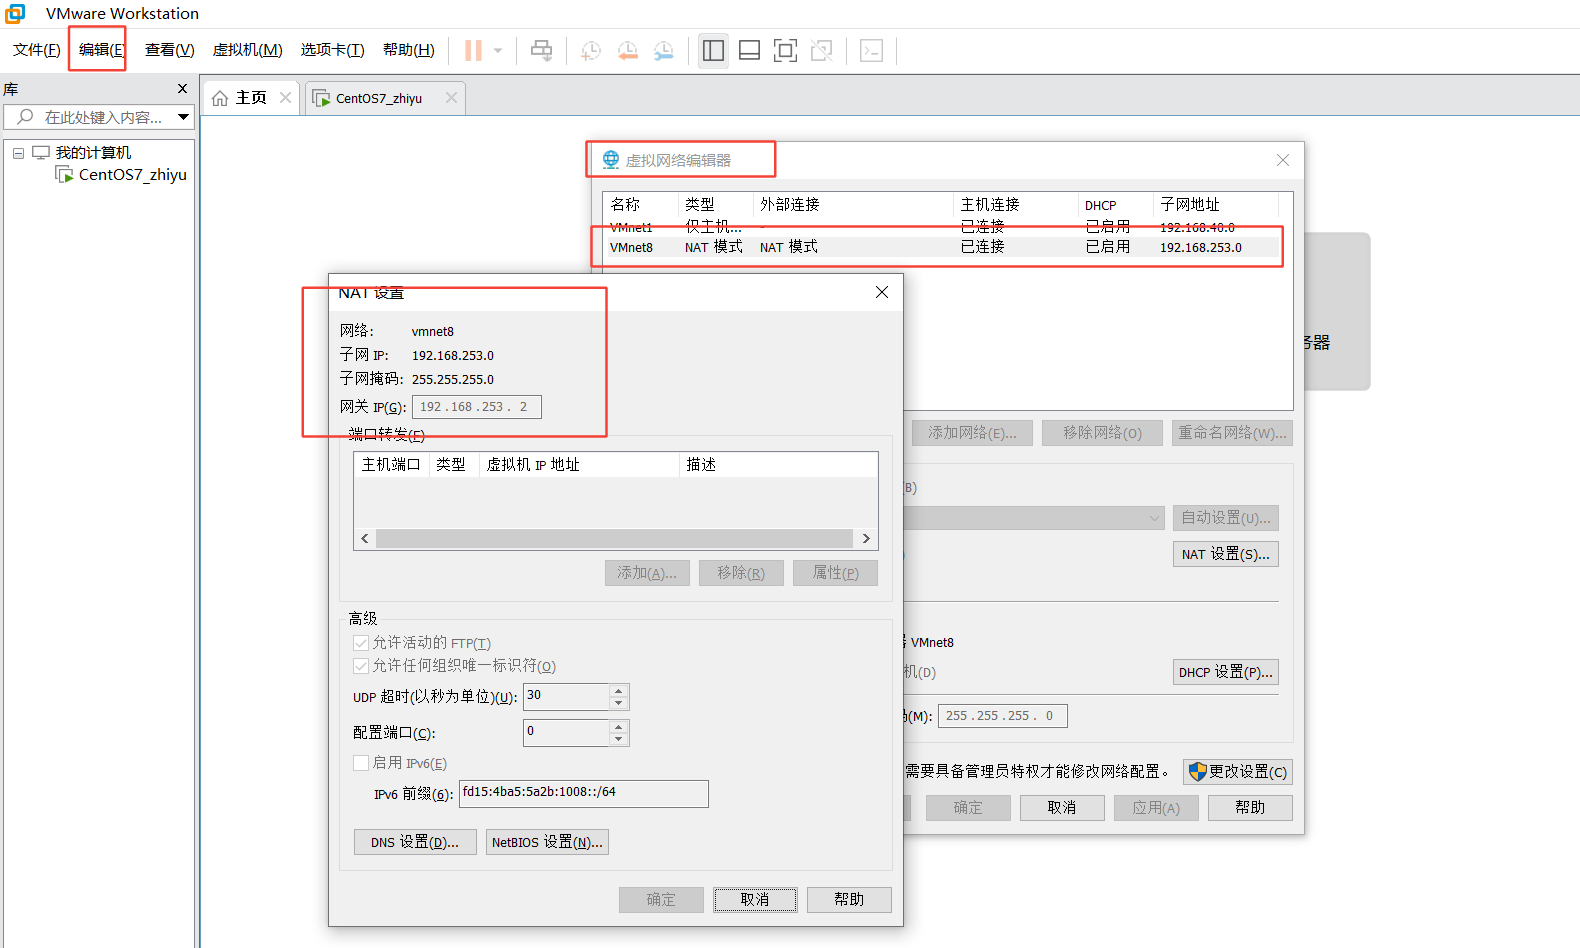 VMware Workstation
文件(F) 编辑(E) 查看(V) 虚拟机(M) 选项卡(T) 帮助(H)
库
在此处键入内容...
我的计算机
CentOS7_zhiyu
主页
CentOS7_zhiyu
虚拟网络编辑器
名称 类型 外部连接 主机连接 DHCP 子网地址
VMnet1 仅主机... - 已连接 已启用 192.168.40.0
VMnet8 NAT 模式 NAT 模式 已连接 已启用 192.168.253.0
务器
添加网络(E)... 移除网络(O) 重命名网络(W)...
(B)
自动设置(U)...
NAT 设置(S)...
VMnet8
机(D)
DHCP 设置(P)...
(M): 255.255.255. 0
需要具备管理员特权才能修改网络配置。 更改设置(C)
确定 取消 应用(A) 帮助
NAT 设置
网络: vmnet8
子网 IP: 192.168.253.0
子网掩码: 255.255.255.0
网关 IP(G): 192.168.253. 2
端口转发(F)
主机端口 类型 虚拟机 IP 地址 描述
添加(A)... 移除(R) 属性(P)
高级
允许活动的 FTP(T)
允许任何组织唯一标识符(O)
UDP 超时(以秒为单位)(U): 30
配置端口(C): 0
启用 IPv6(E)
IPv6 前缀(6): fd15:4ba5:5a2b:1008::/64
DNS 设置(D)... NetBIOS 设置(N)...
确定 取消 帮助